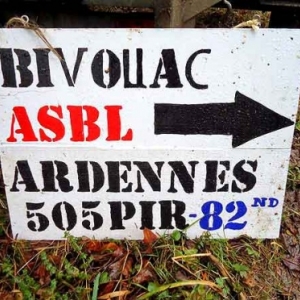 BIVOUAC
ASBL
ARDENNES
505PIR-82ND